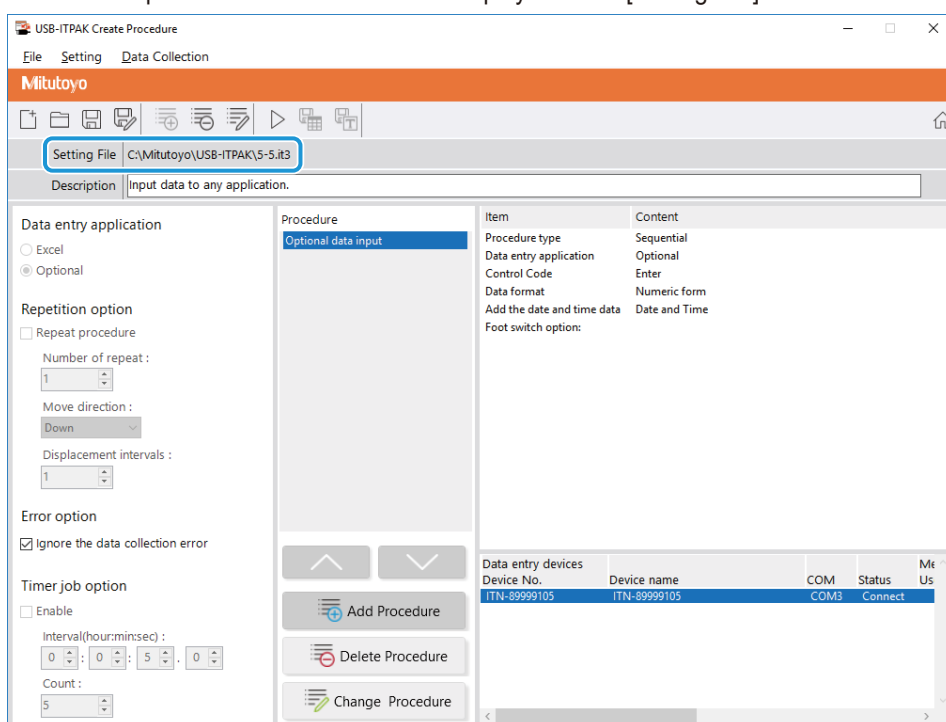 USB-ITPAK Create Procedure
File Setting Data Collection
Mitutoyo
Setting File C:\Mitutoyo\USB-ITPAK\5-5.it3
Description Input data to any application.
Data entry application
Excel
Optional
Repetition option
Repeat procedure
Number of repeat :
1
Move direction :
Down
Displacement intervals :
1
Error option
Ignore the data collection error
Timer job option
Enable
Interval(hour:min:sec) :
0 : 0 : 5 . 0
Count :
5
Procedure
Optional data input
Add Procedure
Delete Procedure
Change Procedure
Item Content
Procedure type Sequential
Data entry application Optional
Control Code Enter
Data format Numeric form
Add the date and time data Date and Time
Foot switch option:
Data entry devices
Device No. Device name COM Status
ITN-89999105 ITN-89999105 COM3 Connect